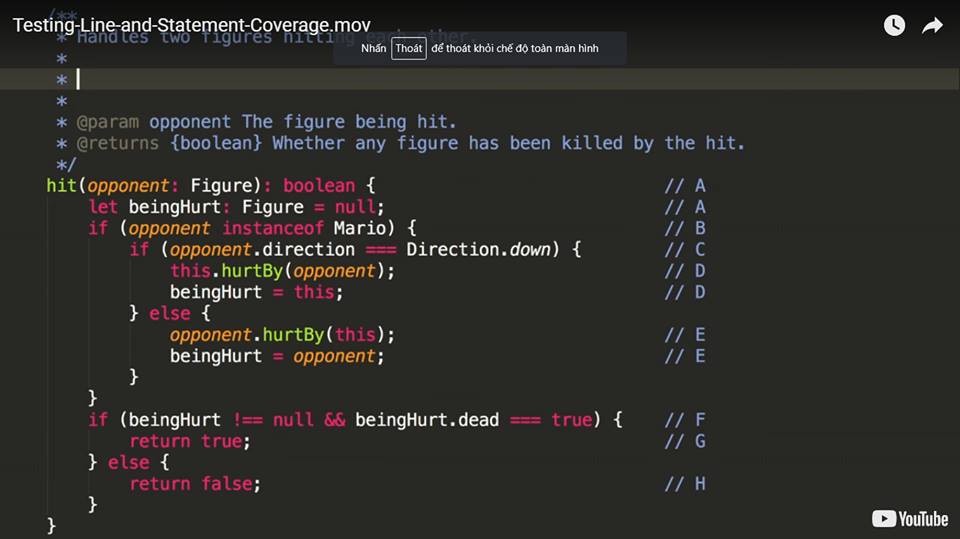 Testing-Line-and-Statement-Coverage.mov
/**
* Handles two figures hitting each other.
Nhấn Thoát để thoát khỏi chế độ toàn màn hình
*
*
*
* @param opponent The figure being hit.
* @returns {boolean} Whether any figure has been killed by the hit.
*/
hit(opponent: Figure): boolean { // A
let beingHurt: Figure = null; // A
if (opponent instanceof Mario) { // B
if (opponent.direction === Direction.down) { // C
this.hurtBy(opponent); // D
beingHurt = this; // D
} else {
opponent.hurtBy(this); // E
beingHurt = opponent; // E
}
}
if (beingHurt !== null && beingHurt.dead === true) { // F
return true; // G
} else {
return false; // H
}
}
YouTube